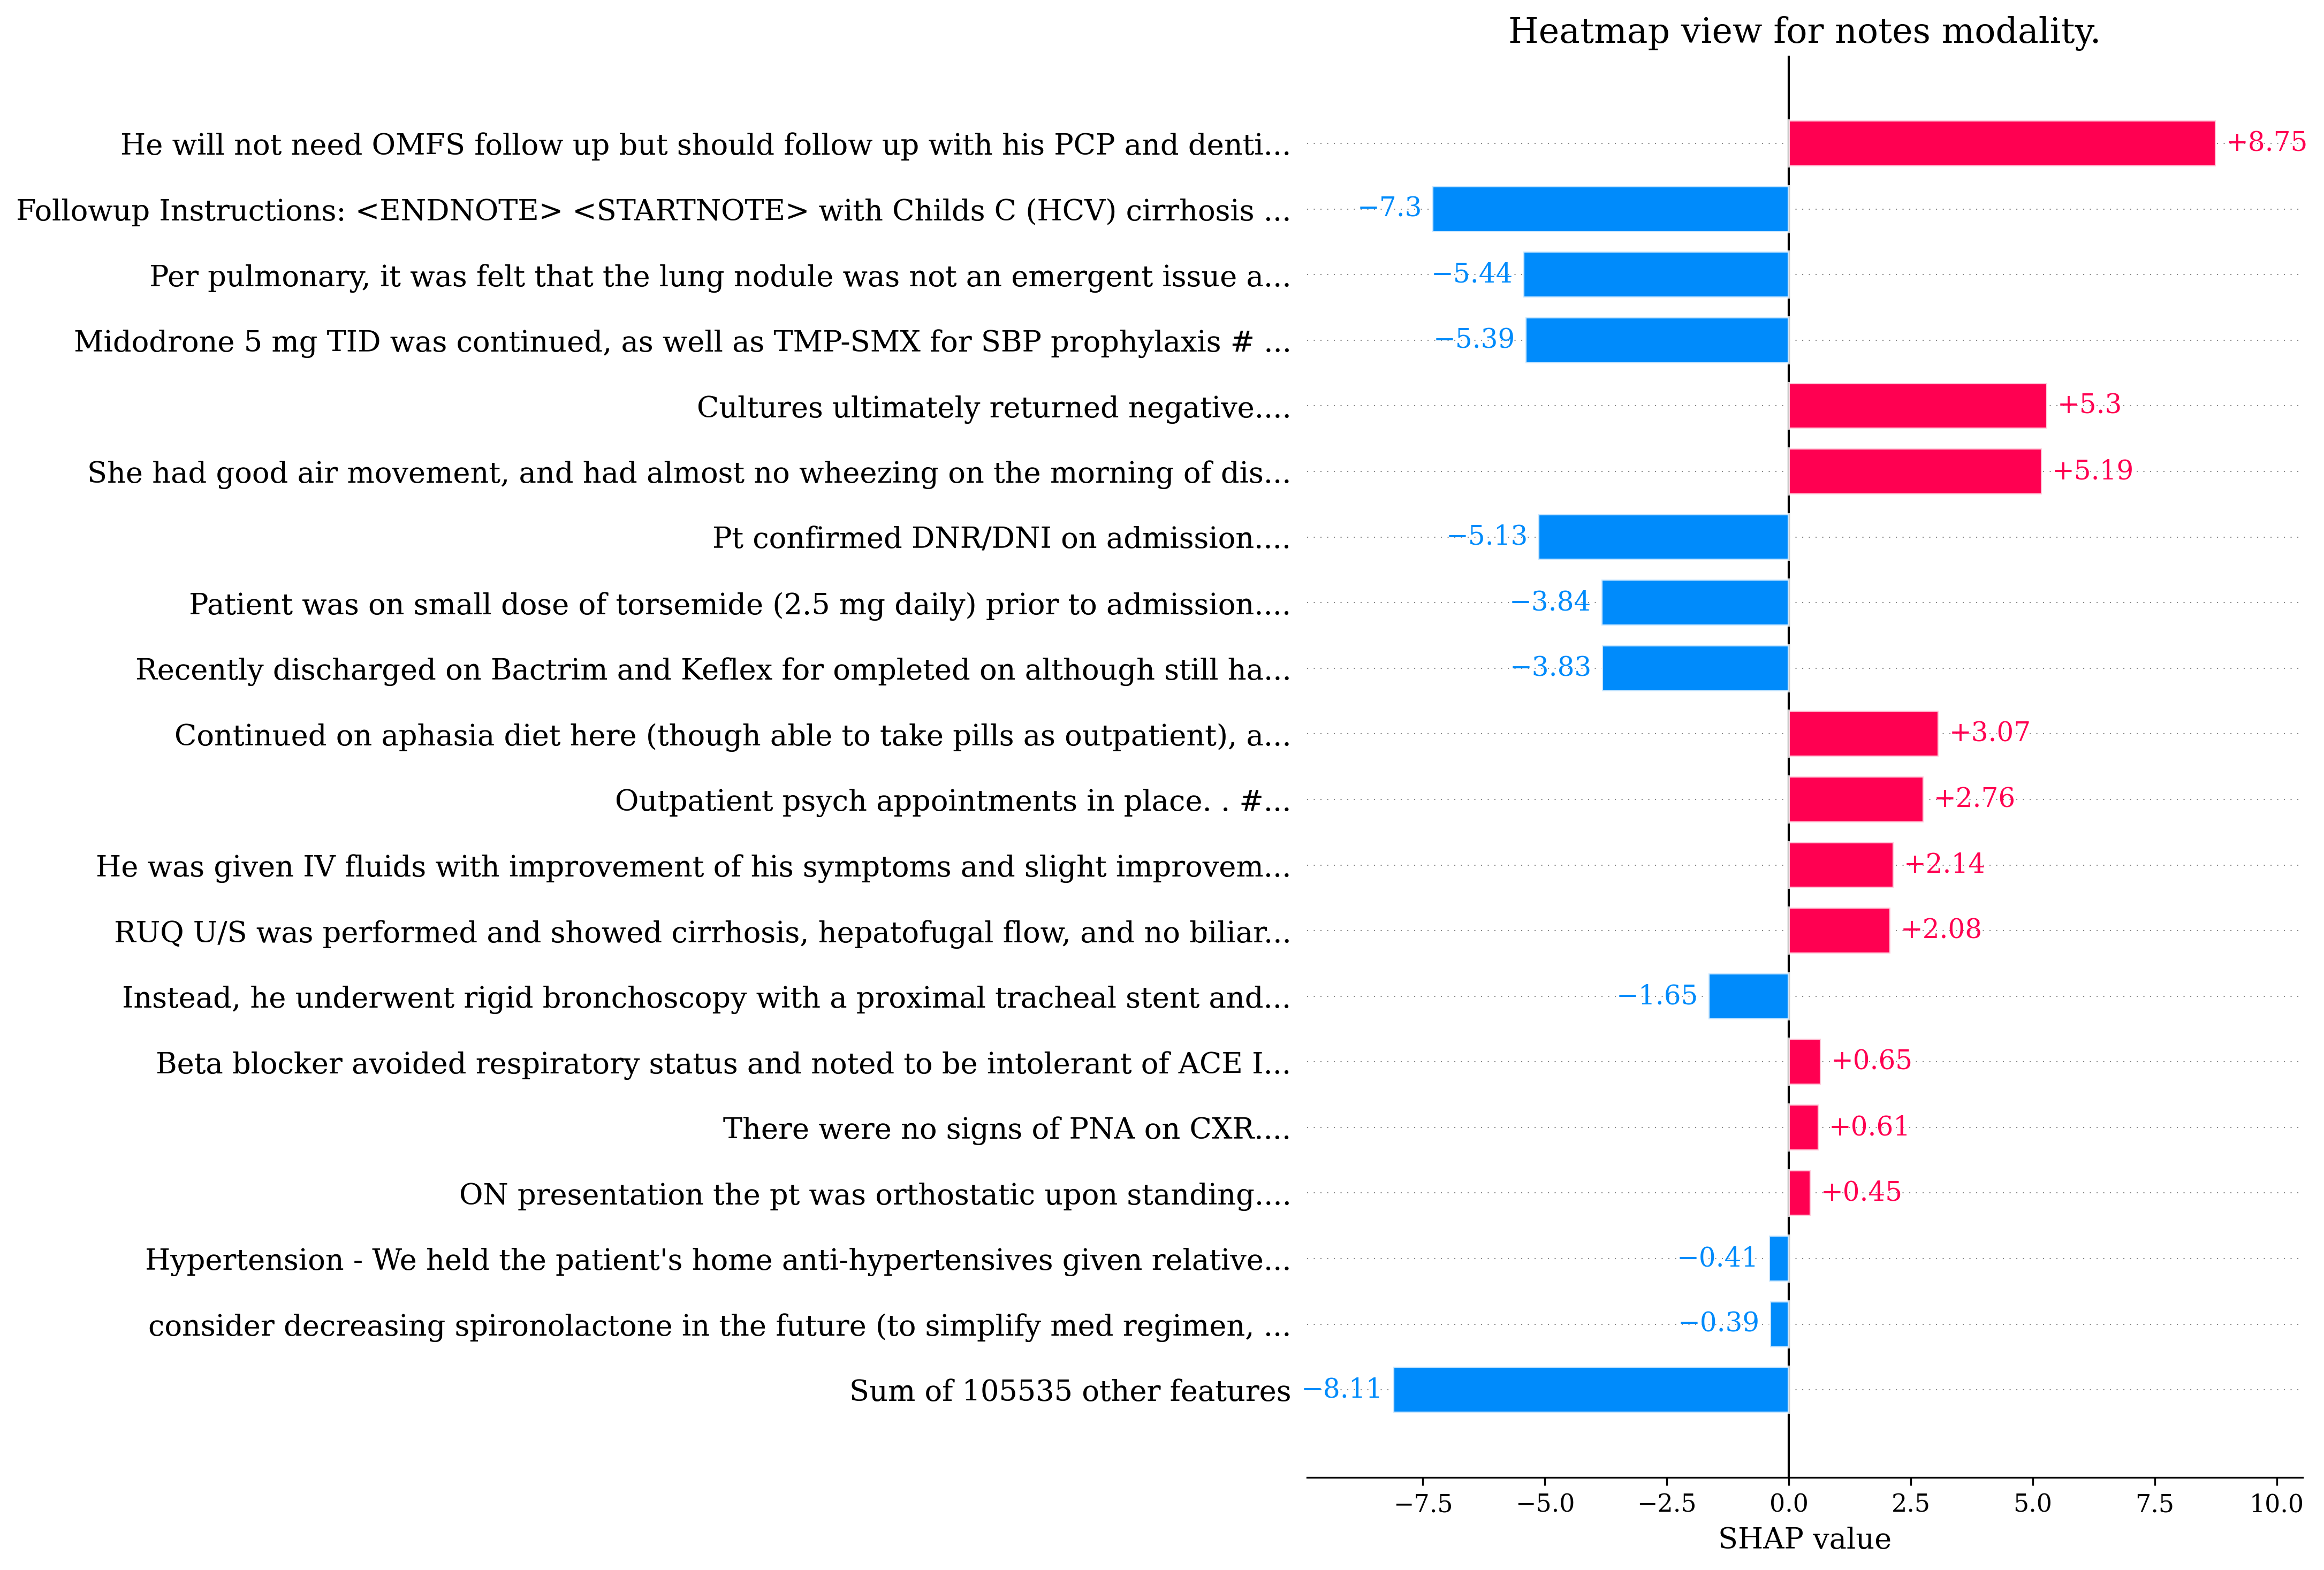 Heatmap view for notes modality.
He will not need OMFS follow up but should follow up with his PCP and denti... +8.75
Followup Instructions: <ENDNOTE> <STARTNOTE> with Childs C (HCV) cirrhosis ... −7.3
Per pulmonary, it was felt that the lung nodule was not an emergent issue a... −5.44
Midodrone 5 mg TID was continued, as well as TMP-SMX for SBP prophylaxis # ... −5.39
Cultures ultimately returned negative.... +5.3
She had good air movement, and had almost no wheezing on the morning of dis... +5.19
Pt confirmed DNR/DNI on admission.... −5.13
Patient was on small dose of torsemide (2.5 mg daily) prior to admission.... −3.84
Recently discharged on Bactrim and Keflex for ompleted on although still ha... −3.83
Continued on aphasia diet here (though able to take pills as outpatient), a... +3.07
Outpatient psych appointments in place. . #... +2.76
He was given IV fluids with improvement of his symptoms and slight improvem... +2.14
RUQ U/S was performed and showed cirrhosis, hepatofugal flow, and no biliar... +2.08
Instead, he underwent rigid bronchoscopy with a proximal tracheal stent and... −1.65
Beta blocker avoided respiratory status and noted to be intolerant of ACE I... +0.65
There were no signs of PNA on CXR.... +0.61
ON presentation the pt was orthostatic upon standing.... +0.45
Hypertension - We held the patient's home anti-hypertensives given relative... −0.41
consider decreasing spironolactone in the future (to simplify med regimen, ... −0.39
Sum of 105535 other features −8.11
−7.5 −5.0 −2.5 0.0 2.5 5.0 7.5 10.0
SHAP value